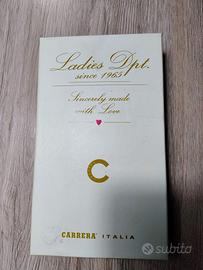 Ladies Dpt.
since 1965
Sincerely made
with Love
C
CARRERA® ITALIA
subito